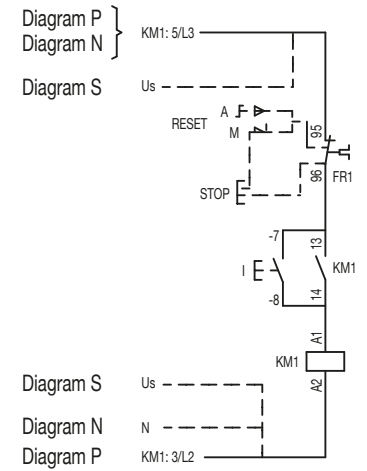 Diagram P
Diagram N
KM1: 5/L3
Diagram S
Us
A
RESET
M
95
96
FR1
STOP
-7
13
I
KM1
-8
14
A1
KM1
A2
Diagram S
Us
Diagram N
N
Diagram P
KM1: 3/L2